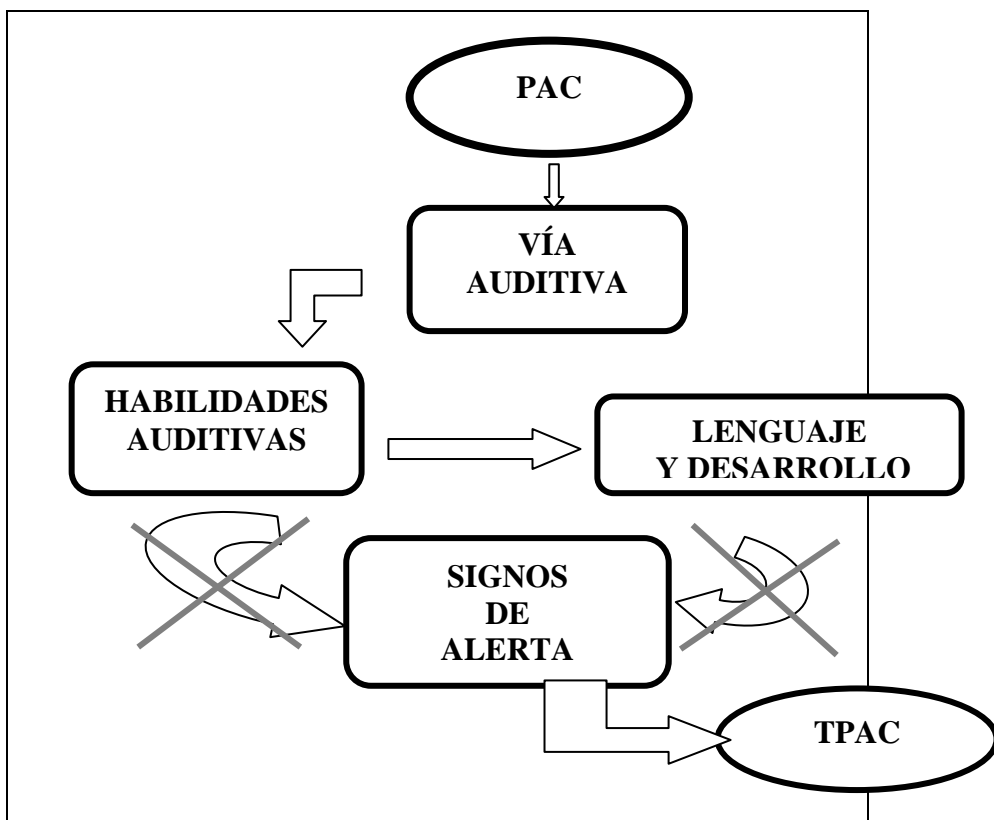 PAC
VÍA
AUDITIVA
HABILIDADES
AUDITIVAS
LENGUAJE
Y DESARROLLO
SIGNOS
DE
ALERTA
TPAC